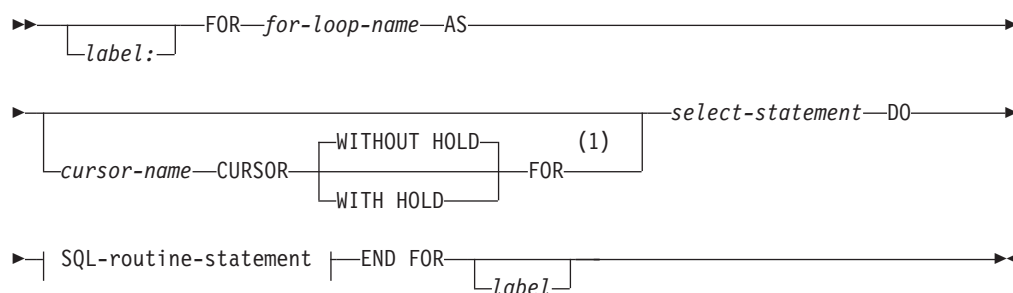 FOR for-loop-name AS
label:
select-statement DO
WITHOUT HOLD (1)
cursor-name CURSOR FOR
WITH HOLD
SQL-routine-statement END FOR
label